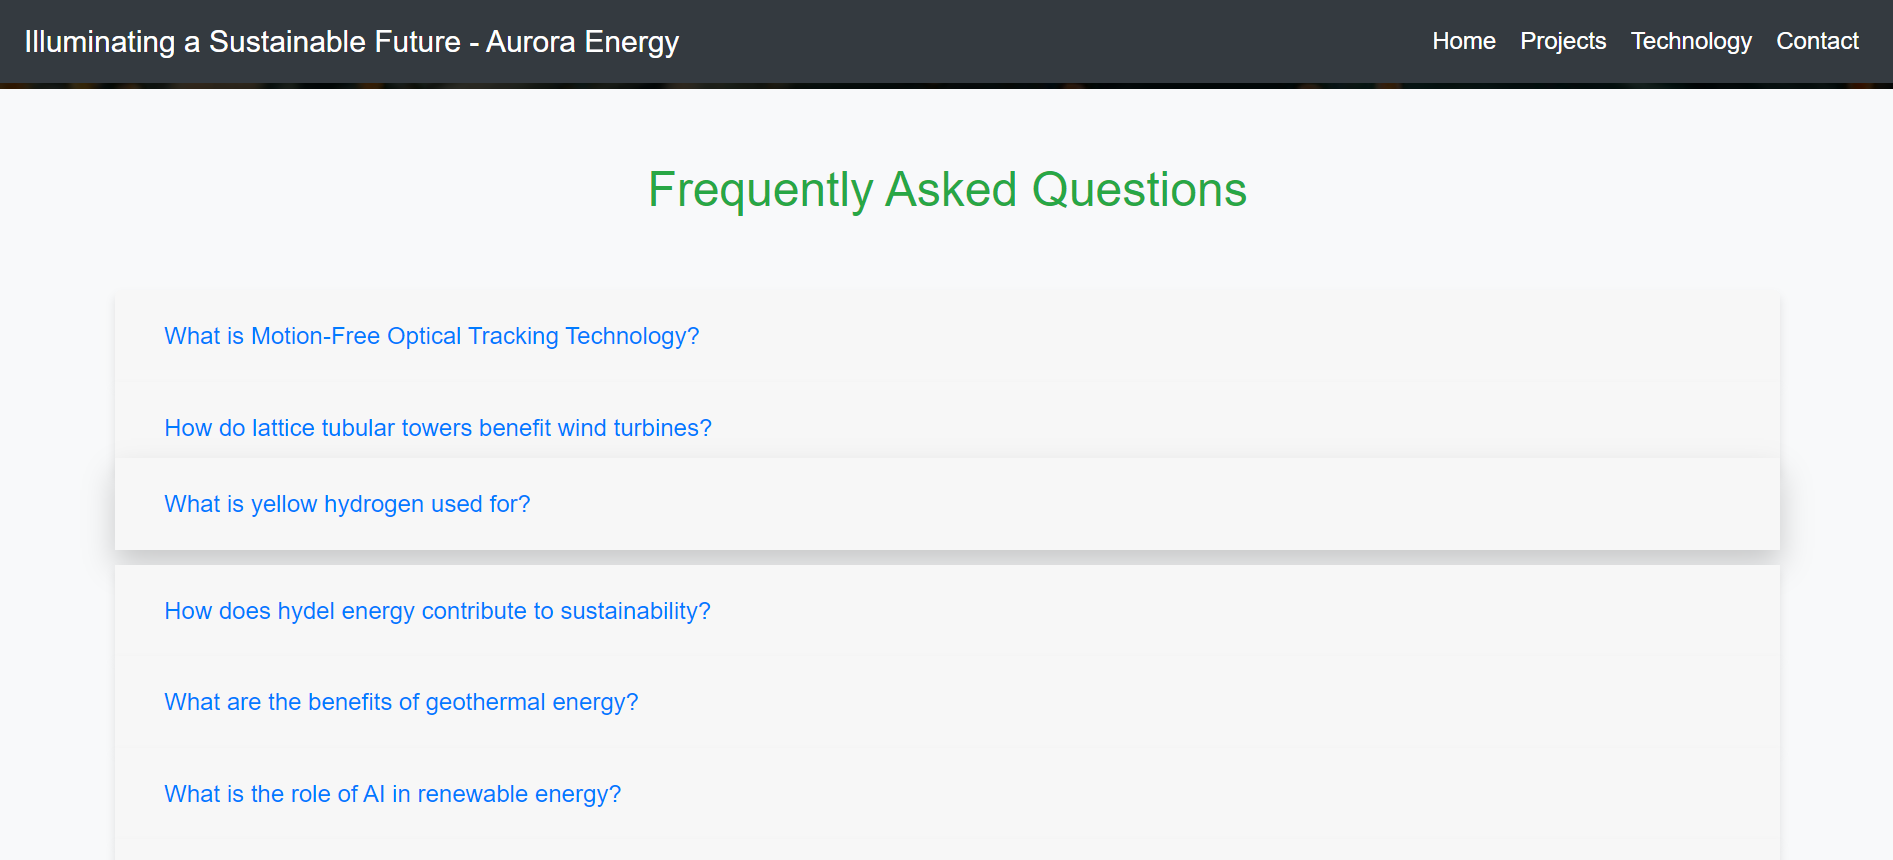 Illuminating a Sustainable Future - Aurora Energy
Home Projects Technology Contact
Frequently Asked Questions
What is Motion-Free Optical Tracking Technology?
How do lattice tubular towers benefit wind turbines?
What is yellow hydrogen used for?
How does hydel energy contribute to sustainability?
What are the benefits of geothermal energy?
What is the role of AI in renewable energy?